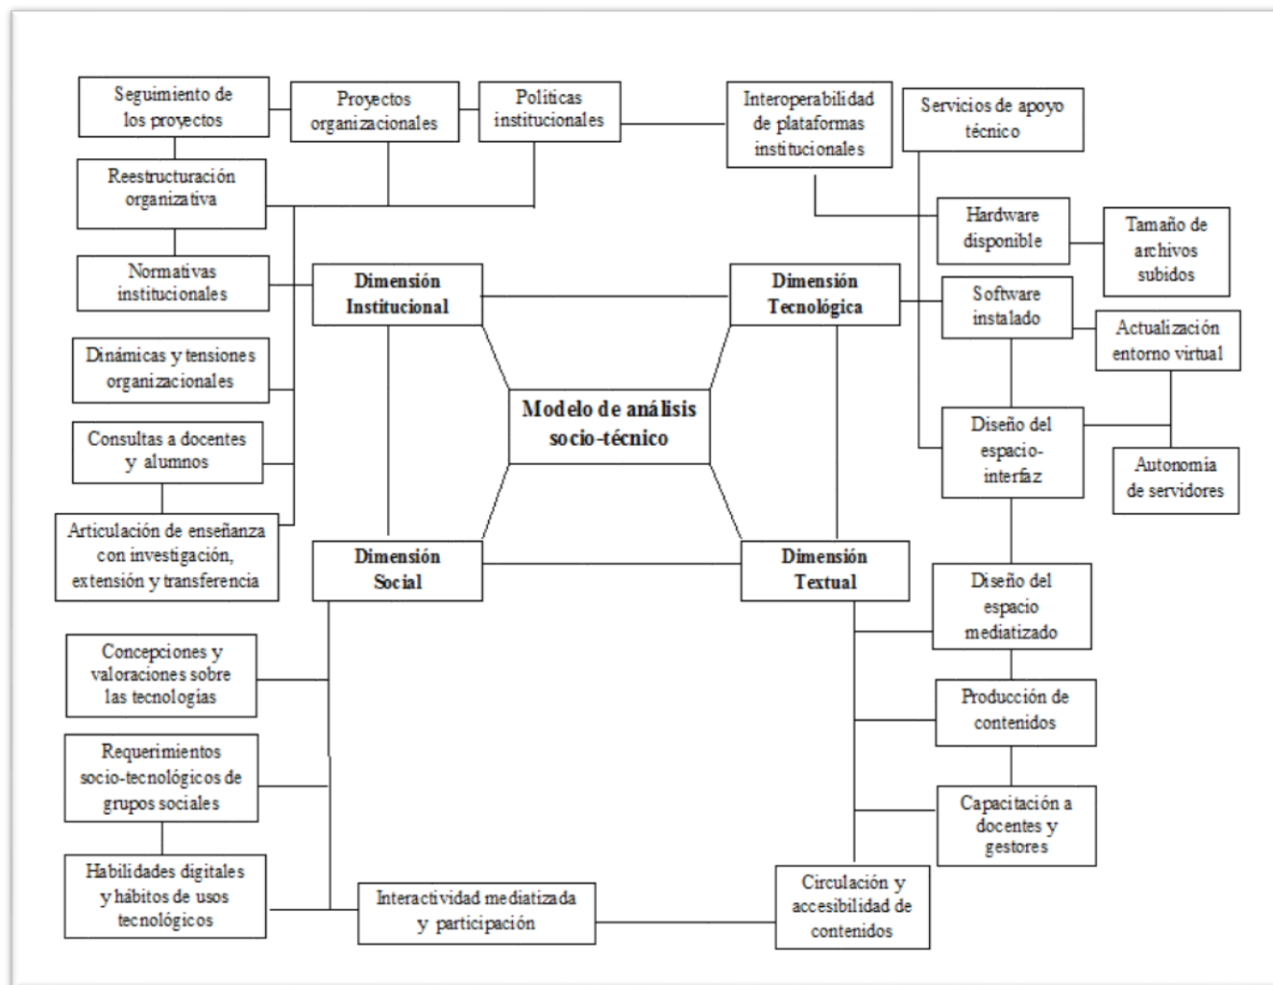 Seguimiento de
los proyectos
Proyectos
organizacionales
Políticas
institucionales
Interoperabilidad
de plataformas
institucionales
Servicios de apoyo
técnico
Reestructuración
organizativa
Hardware
disponible
Tamaño de
archivos
subidos
Normativas
institucionales
Dimensión
Institucional
Dimensión
Tecnológica
Software
instalado
Actualización
entorno virtual
Dinámicas y tensiones
organizacionales
Modelo de análisis
socio-técnico
Diseño del
espacio-
interfaz
Consultas a docentes
y alumnos
Autonomía
de servidores
Articulación de enseñanza
con investigación,
extensión y transferencia
Dimensión
Social
Dimensión
Textual
Diseño del
espacio
mediatizado
Concepciones y
valoraciones sobre
las tecnologías
Producción de
contenidos
Requerimientos
socio-tecnológicos de
grupos sociales
Capacitación a
docentes y
gestores
Habilidades digitales
y hábitos de usos
tecnológicos
Interactividad mediatizada
y participación
Circulación y
accesibilidad de
contenidos